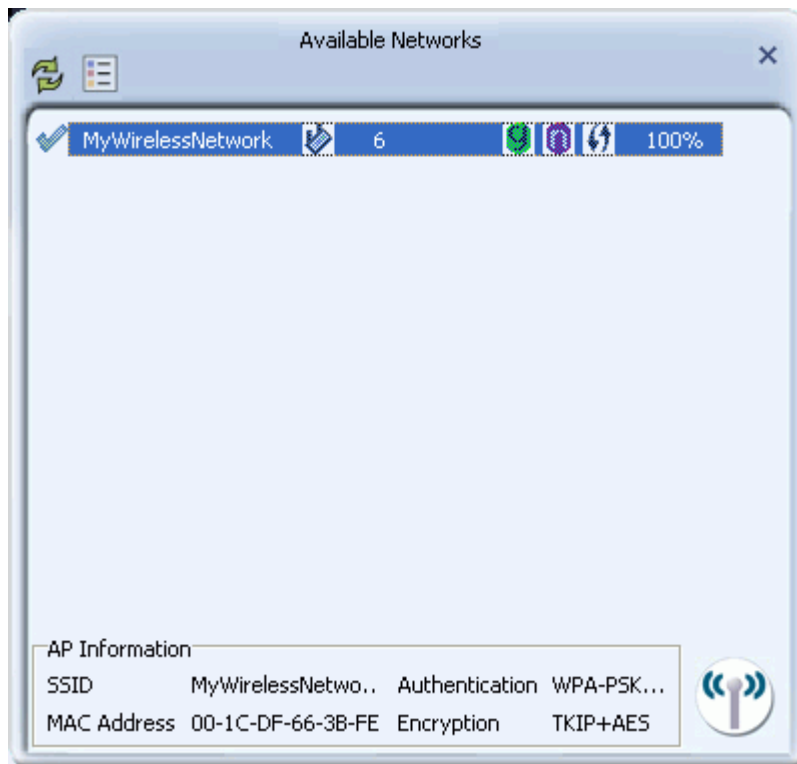 Available Networks
MyWirelessNetwork 6 g n 100%
AP Information
SSID MyWirelessNetwo.. Authentication WPA-PSK...
MAC Address 00-1C-DF-66-3B-FE Encryption TKIP+AES